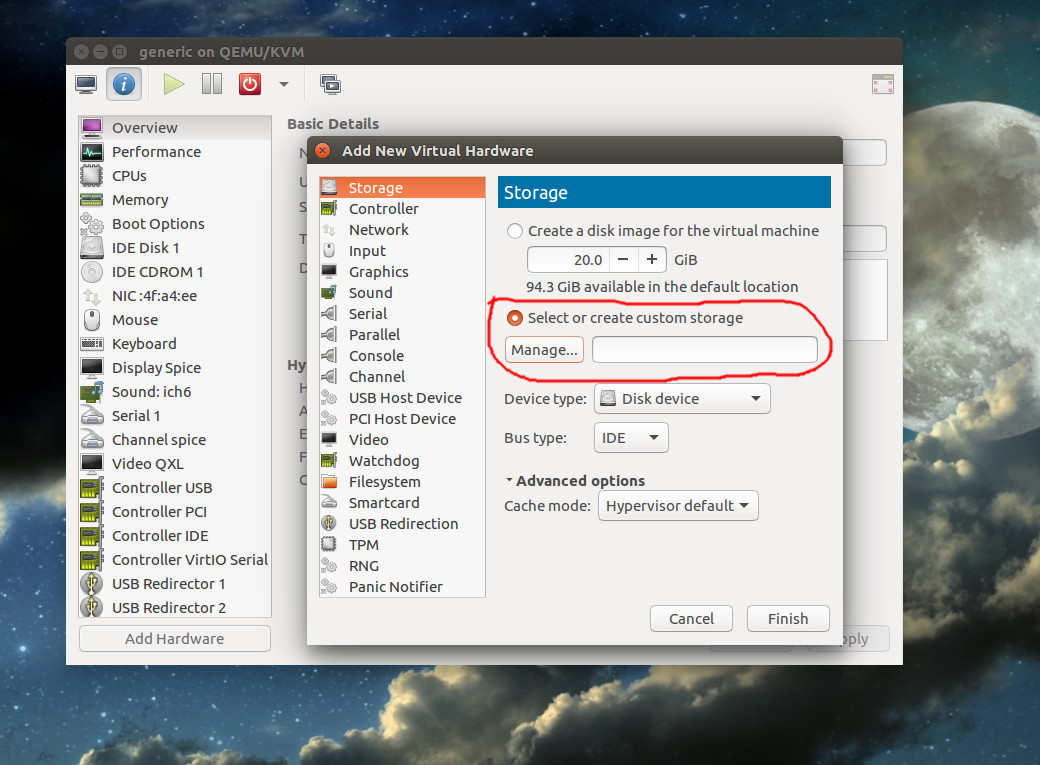 generic on QEMU/KVM
Overview
Performance
CPUs
Memory
Boot Options
IDE Disk 1
IDE CDROM 1
NIC :4f:a4:ee
Mouse
Keyboard
Display Spice
Sound: ich6
Serial 1
Channel spice
Video QXL
Controller USB
Controller PCI
Controller IDE
Controller VirtIO Serial
USB Redirector 1
USB Redirector 2
Add Hardware
Basic Details
Add New Virtual Hardware
Storage
Controller
Network
Input
Graphics
Sound
Serial
Parallel
Console
Channel
USB Host Device
PCI Host Device
Video
Watchdog
Filesystem
Smartcard
USB Redirection
TPM
RNG
Panic Notifier
Storage
Create a disk image for the virtual machine
20.0 − + GiB
94.3 GiB available in the default location
Select or create custom storage
Manage...
Device type: Disk device
Bus type: IDE
Advanced options
Cache mode: Hypervisor default
Cancel Finish